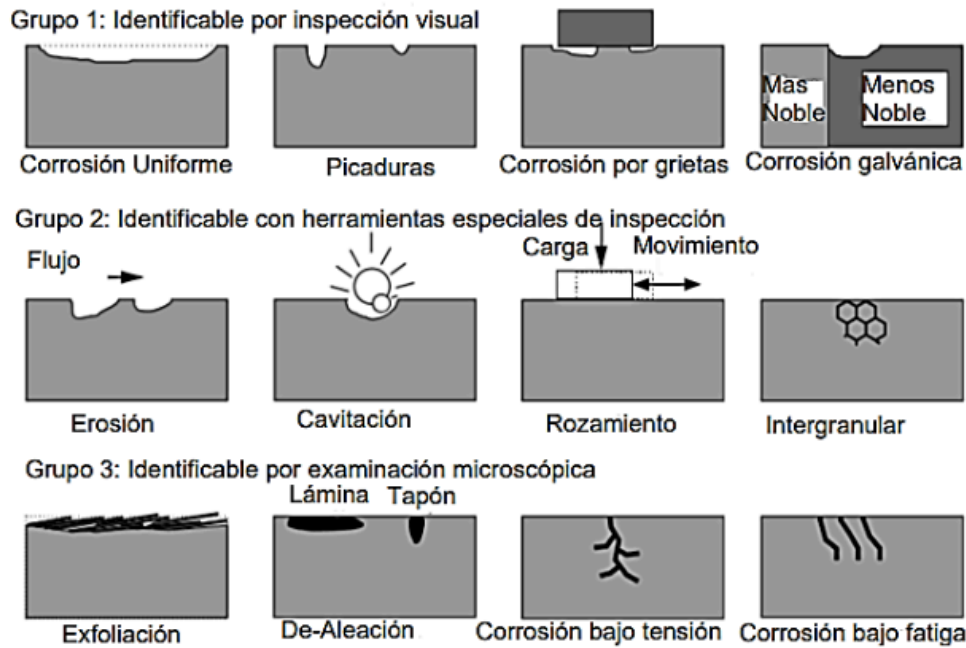 Grupo 1: Identificable por inspección visual
Mas
Noble
Menos
Noble
Corrosión Uniforme
Picaduras
Corrosión por grietas
Corrosión galvánica
Grupo 2: Identificable con herramientas especiales de inspección
Flujo
Carga
Movimiento
Erosión
Cavitación
Rozamiento
Intergranular
Grupo 3: Identificable por examinación microscópica
Lámina
Tapón
Exfoliación
De-Aleación
Corrosión bajo tensión
Corrosión bajo fatiga